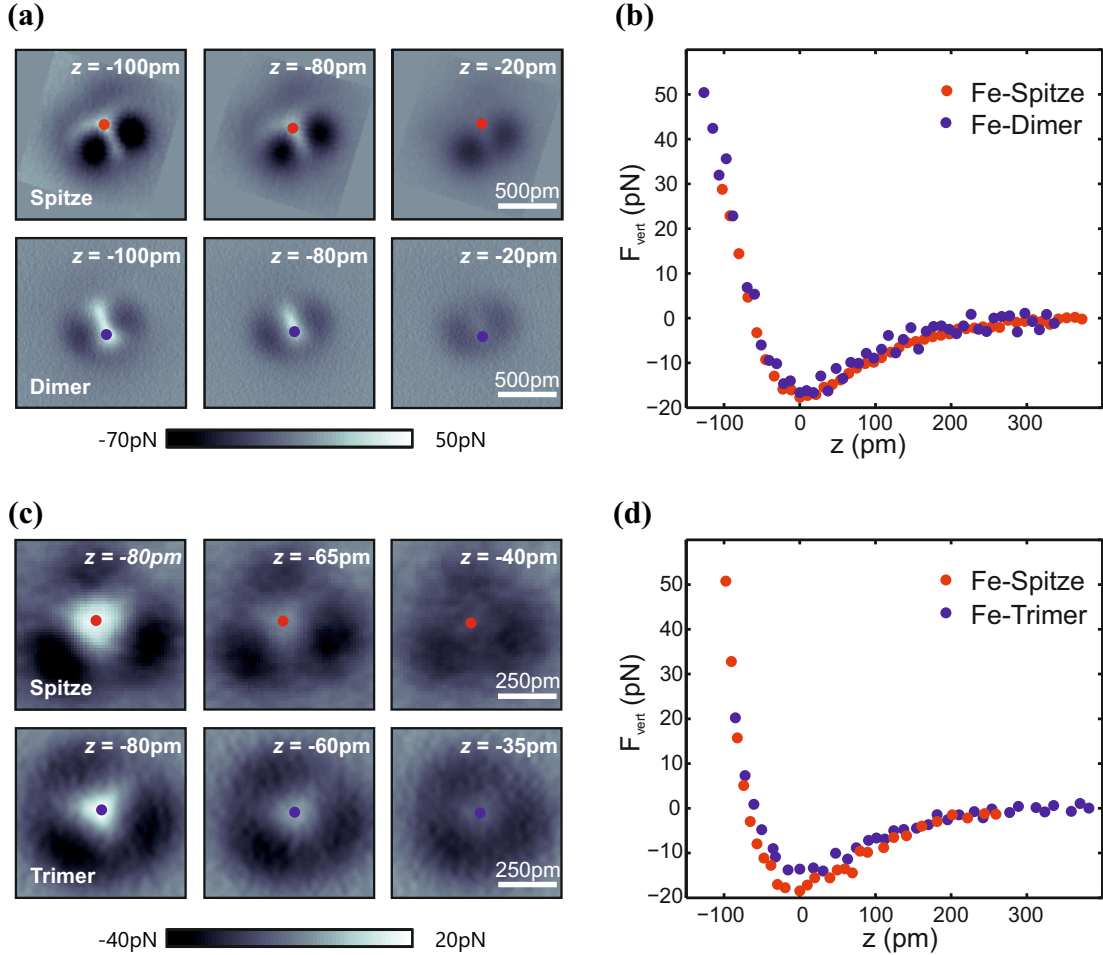 (a)
z = -100pm
z = -80pm
z = -20pm
Spitze
500pm
z = -100pm
z = -80pm
z = -20pm
Dimer
500pm
-70pN
50pN
(b)
Fe-Spitze
Fe-Dimer
50
40
30
20
10
0
−10
−20
F vert (pN)
−100
0
100
200
300
z (pm)
(c)
z = -80pm
z = -65pm
z = -40pm
Spitze
250pm
z = -80pm
z = -60pm
z = -35pm
Trimer
250pm
-40pN
20pN
(d)
Fe-Spitze
Fe-Trimer
50
40
30
20
10
0
−10
−20
F vert (pN)
−100
0
100
200
300
z (pm)